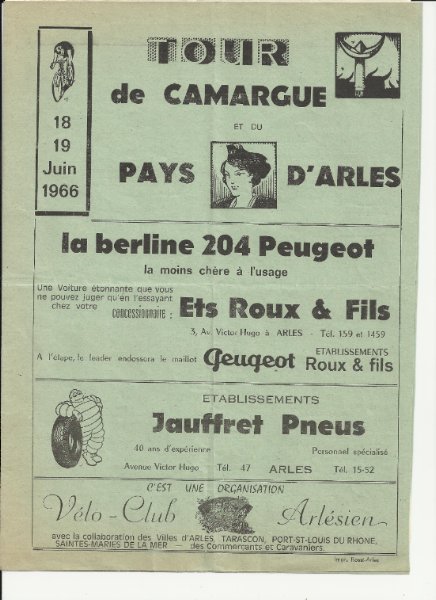 TOUR
de CAMARGUE
ET DU
PAYS D'ARLES
18
19
Juin
1966
la berline 204 Peugeot
la moins chère à l'usage
Une Voiture étonnante que vous
ne pouvez juger qu'en l'essayant
chez votre concessionnaire :
Ets Roux & Fils
3, Av. Victor Hugo à ARLES - Tél. 159 et 1459
A l'étape, le leader endossera le maillot Peugeot ETABLISSEMENTS
Roux & fils
ETABLISSEMENTS
Jauffret Pneus
40 ans d'expérience Personnel spécialisé
Avenue Victor Hugo Tél. 47 ARLES Tél. 15-52
C'EST UNE ORGANISATION
Vélo-Club Arlésien
avec la collaboration des Villes d'ARLES, TARASCON, PORT-ST-LOUIS DU RHONE,
SAINTES-MARIES DE LA MER — des Commerçants et Caravaniers.